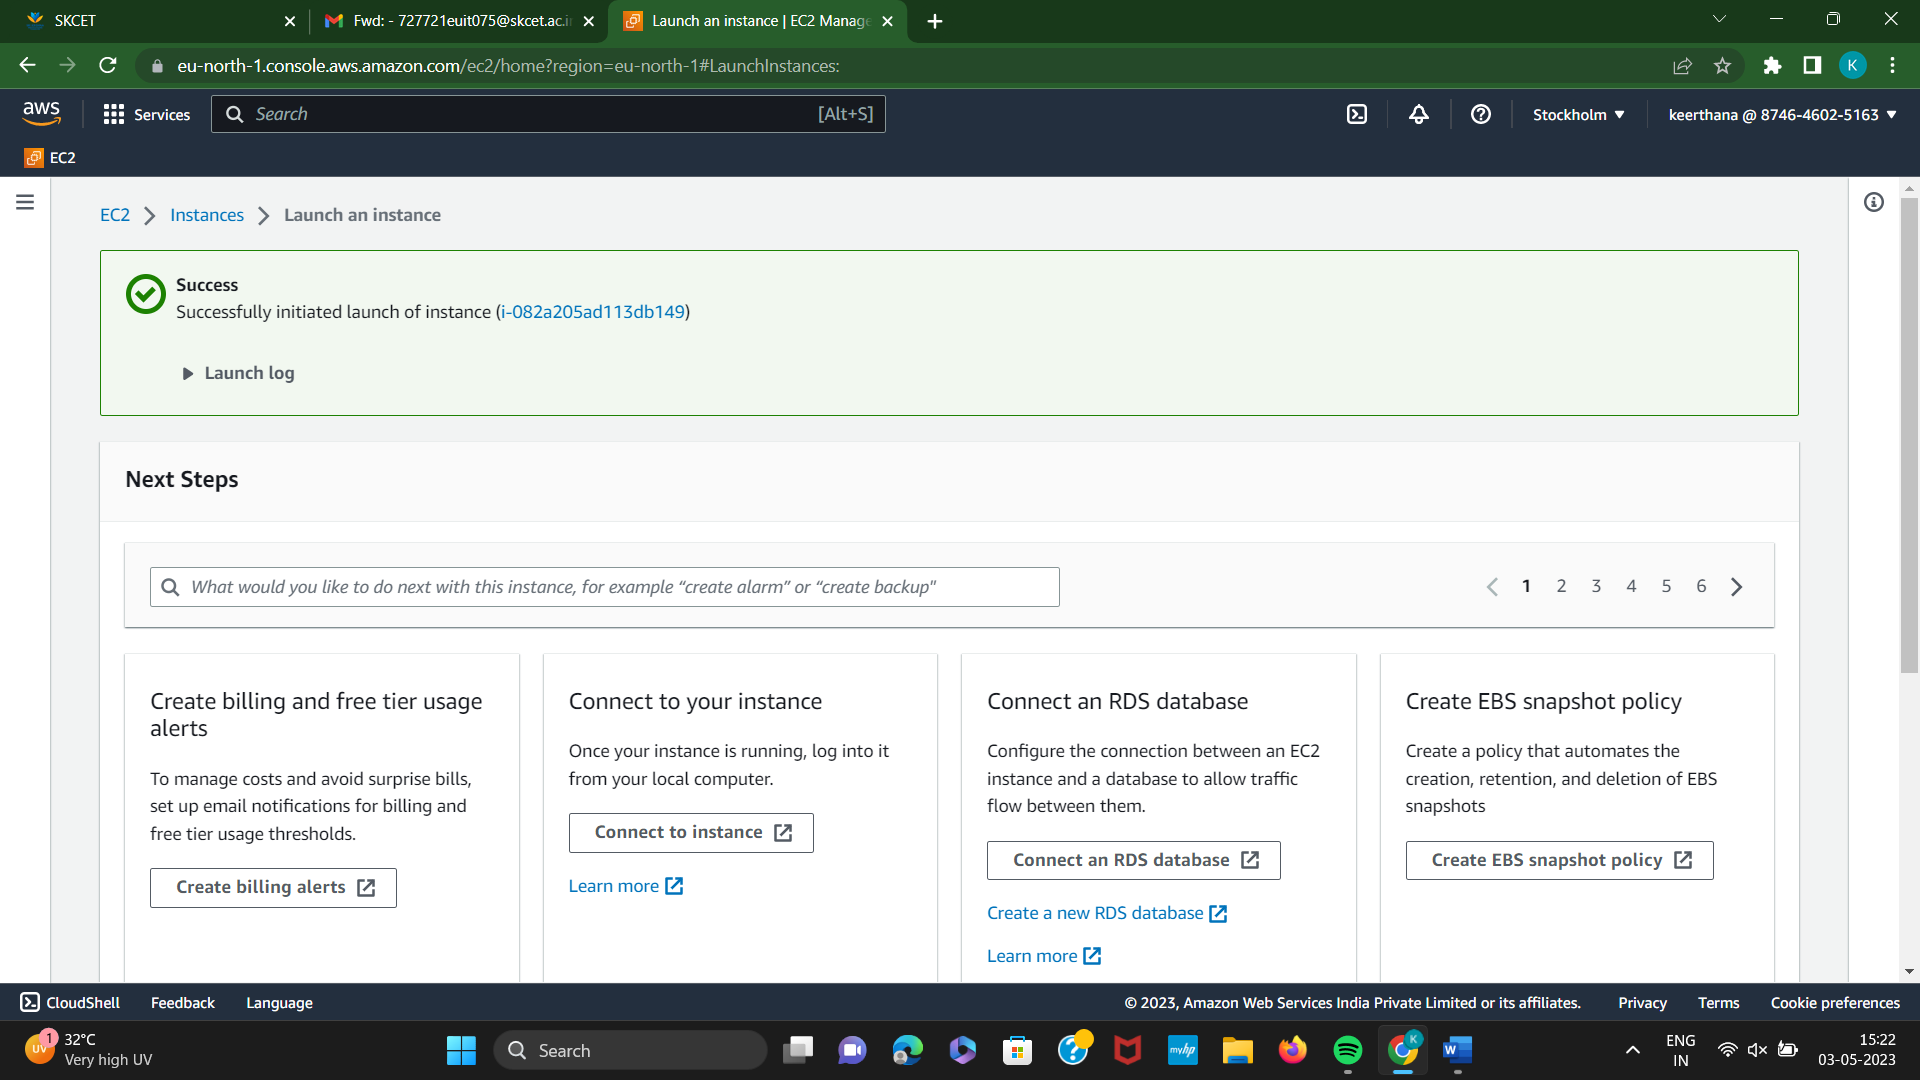 SKCET
Fwd: - 727721euit075@skcet.ac.i
Launch an instance | EC2 Manage
eu-north-1.console.aws.amazon.com/ec2/home?region=eu-north-1#LaunchInstances:
K
aws
Services
Search
[Alt+S]
Stockholm
keerthana @ 8746-4602-5163
EC2
EC2
Instances
Launch an instance
Success
Successfully initiated launch of instance (i-082a205ad113db149)
Launch log
Next Steps
What would you like to do next with this instance, for example “create alarm” or “create backup"
1 2 3 4 5 6
Create billing and free tier usage
alerts
To manage costs and avoid surprise bills,
set up email notifications for billing and
free tier usage thresholds.
Create billing alerts
Connect to your instance
Once your instance is running, log into it
from your local computer.
Connect to instance
Learn more
Connect an RDS database
Configure the connection between an EC2
instance and a database to allow traffic
flow between them.
Connect an RDS database
Create a new RDS database
Learn more
Create EBS snapshot policy
Create a policy that automates the
creation, retention, and deletion of EBS
snapshots
Create EBS snapshot policy
CloudShell
Feedback
Language
© 2023, Amazon Web Services India Private Limited or its affiliates.
Privacy
Terms
Cookie preferences
UV
1
32°C
Very high UV
Search
myhp
K
W
ENG
IN
15:22
03-05-2023